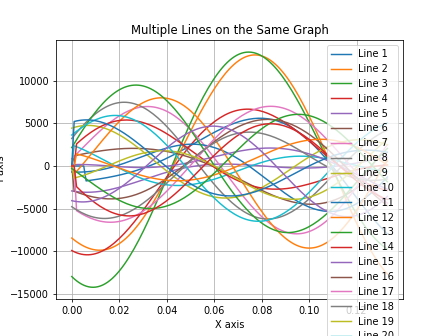 Multiple Lines on the Same Graph
10000
5000
0
−5000
−10000
−15000
0.00 0.02 0.04 0.06 0.08 0.10
X axis
Line 1
Line 2
Line 3
Line 4
Line 5
Line 6
Line 7
Line 8
Line 9
Line 10
Line 11
Line 12
Line 13
Line 14
Line 15
Line 16
Line 17
Line 18
Line 19
Line 20